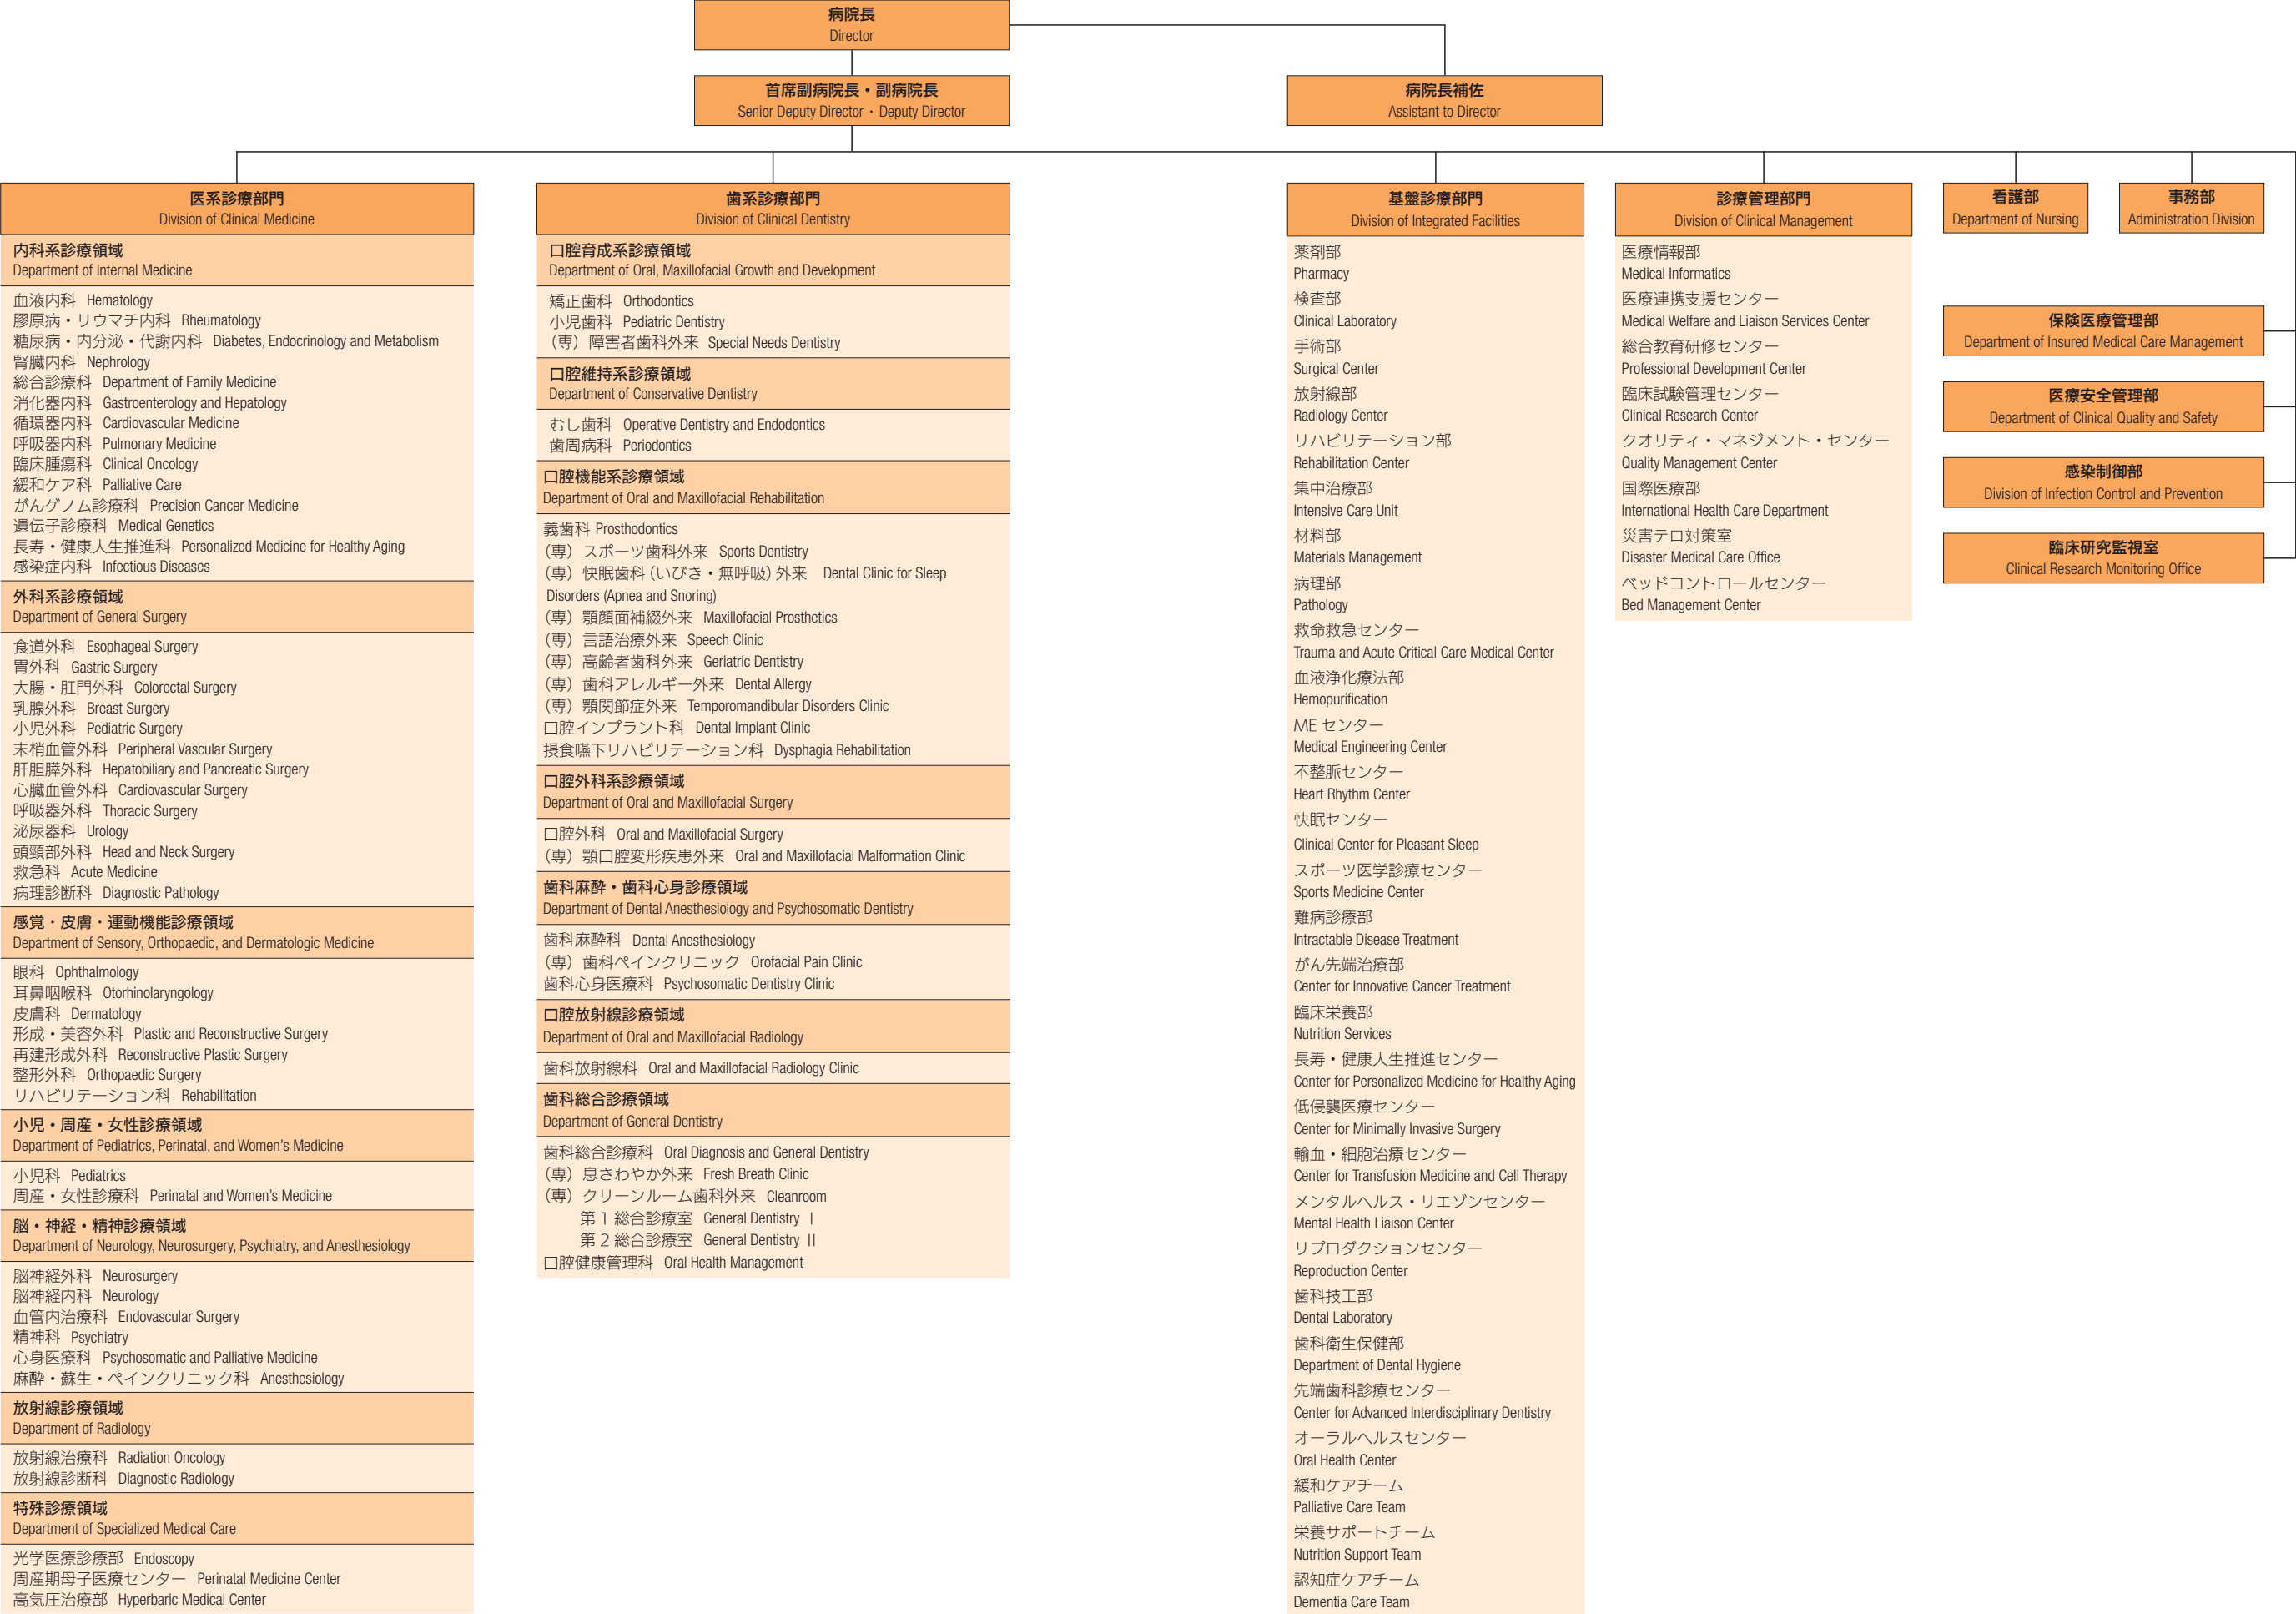 病院長
Director
首席副病院長・副病院長
Senior Deputy Director・Deputy Director
病院長補佐
Assistant to Director
医系診療部門
Division of Clinical Medicine
内科系診療領域
Department of Internal Medicine
血液内科 Hematology
膠原病・リウマチ内科 Rheumatology
糖尿病・内分泌・代謝内科 Diabetes, Endocrinology and Metabolism
腎臓内科 Nephrology
総合診療科 Department of Family Medicine
消化器内科 Gastroenterology and Hepatology
循環器内科 Cardiovascular Medicine
呼吸器内科 Pulmonary Medicine
臨床腫瘍科 Clinical Oncology
緩和ケア科 Palliative Care
がんゲノム診療科 Precision Cancer Medicine
遺伝子診療科 Medical Genetics
長寿・健康人生推進科 Personalized Medicine for Healthy Aging
感染症内科 Infectious Diseases
外科系診療領域
Department of General Surgery
食道外科 Esophageal Surgery
胃外科 Gastric Surgery
大腸・肛門外科 Colorectal Surgery
乳腺外科 Breast Surgery
小児外科 Pediatric Surgery
末梢血管外科 Peripheral Vascular Surgery
肝胆膵外科 Hepatobiliary and Pancreatic Surgery
心臓血管外科 Cardiovascular Surgery
呼吸器外科 Thoracic Surgery
泌尿器科 Urology
頭頸部外科 Head and Neck Surgery
救急科 Acute Medicine
病理診断科 Diagnostic Pathology
感覚・皮膚・運動機能診療領域
Department of Sensory, Orthopaedic, and Dermatologic Medicine
眼科 Ophthalmology
耳鼻咽喉科 Otorhinolaryngology
皮膚科 Dermatology
形成・美容外科 Plastic and Reconstructive Surgery
再建形成外科 Reconstructive Plastic Surgery
整形外科 Orthopaedic Surgery
リハビリテーション科 Rehabilitation
小児・周産・女性診療領域
Department of Pediatrics, Perinatal, and Women's Medicine
小児科 Pediatrics
周産・女性診療科 Perinatal and Women's Medicine
脳・神経・精神診療領域
Department of Neurology, Neurosurgery, Psychiatry, and Anesthesiology
脳神経外科 Neurosurgery
脳神経内科 Neurology
血管内治療科 Endovascular Surgery
精神科 Psychiatry
心身医療科 Psychosomatic and Palliative Medicine
麻酔・蘇生・ペインクリニック科 Anesthesiology
放射線診療領域
Department of Radiology
放射線治療科 Radiation Oncology
放射線診断科 Diagnostic Radiology
特殊診療領域
Department of Specialized Medical Care
光学医療診療部 Endoscopy
周産期母子医療センター Perinatal Medicine Center
高気圧治療部 Hyperbaric Medical Center
歯系診療部門
Division of Clinical Dentistry
口腔育成系診療領域
Department of Oral, Maxillofacial Growth and Development
矯正歯科 Orthodontics
小児歯科 Pediatric Dentistry
（専）障害者歯科外来 Special Needs Dentistry
口腔維持系診療領域
Department of Conservative Dentistry
むし歯科 Operative Dentistry and Endodontics
歯周病科 Periodontics
口腔機能系診療領域
Department of Oral and Maxillofacial Rehabilitation
義歯科 Prosthodontics
（専）スポーツ歯科外来 Sports Dentistry
（専）快眠歯科（いびき・無呼吸）外来 Dental Clinic for Sleep
Disorders (Apnea and Snoring)
（専）顎顔面補綴外来 Maxillofacial Prosthetics
（専）言語治療外来 Speech Clinic
（専）高齢者歯科外来 Geriatric Dentistry
（専）歯科アレルギー外来 Dental Allergy
（専）顎関節症外来 Temporomandibular Disorders Clinic
口腔インプラント科 Dental Implant Clinic
摂食嚥下リハビリテーション科 Dysphagia Rehabilitation
口腔外科系診療領域
Department of Oral and Maxillofacial Surgery
口腔外科 Oral and Maxillofacial Surgery
（専）顎口腔変形疾患外来 Oral and Maxillofacial Malformation Clinic
歯科麻酔・歯科心身診療領域
Department of Dental Anesthesiology and Psychosomatic Dentistry
歯科麻酔科 Dental Anesthesiology
（専）歯科ペインクリニック Orofacial Pain Clinic
歯科心身医療科 Psychosomatic Dentistry Clinic
口腔放射線診療領域
Department of Oral and Maxillofacial Radiology
歯科放射線科 Oral and Maxillofacial Radiology Clinic
歯科総合診療領域
Department of General Dentistry
歯科総合診療科 Oral Diagnosis and General Dentistry
（専）息さわやか外来 Fresh Breath Clinic
（専）クリーンルーム歯科外来 Cleanroom
第1総合診療室 General Dentistry Ⅰ
第2総合診療室 General Dentistry Ⅱ
口腔健康管理科 Oral Health Management
基盤診療部門
Division of Integrated Facilities
薬剤部
Pharmacy
検査部
Clinical Laboratory
手術部
Surgical Center
放射線部
Radiology Center
リハビリテーション部
Rehabilitation Center
集中治療部
Intensive Care Unit
材料部
Materials Management
病理部
Pathology
救命救急センター
Trauma and Acute Critical Care Medical Center
血液浄化療法部
Hemopurification
MEセンター
Medical Engineering Center
不整脈センター
Heart Rhythm Center
快眠センター
Clinical Center for Pleasant Sleep
スポーツ医学診療センター
Sports Medicine Center
難病診療部
Intractable Disease Treatment
がん先端治療部
Center for Innovative Cancer Treatment
臨床栄養部
Nutrition Services
長寿・健康人生推進センター
Center for Personalized Medicine for Healthy Aging
低侵襲医療センター
Center for Minimally Invasive Surgery
輸血・細胞治療センター
Center for Transfusion Medicine and Cell Therapy
メンタルヘルス・リエゾンセンター
Mental Health Liaison Center
リプロダクションセンター
Reproduction Center
歯科技工部
Dental Laboratory
歯科衛生保健部
Department of Dental Hygiene
先端歯科診療センター
Center for Advanced Interdisciplinary Dentistry
オーラルヘルスセンター
Oral Health Center
緩和ケアチーム
Palliative Care Team
栄養サポートチーム
Nutrition Support Team
認知症ケアチーム
Dementia Care Team
診療管理部門
Division of Clinical Management
医療情報部
Medical Informatics
医療連携支援センター
Medical Welfare and Liaison Services Center
総合教育研修センター
Professional Development Center
臨床試験管理センター
Clinical Research Center
クオリティ・マネジメント・センター
Quality Management Center
国際医療部
International Health Care Department
災害テロ対策室
Disaster Medical Care Office
ベッドコントロールセンター
Bed Management Center
看護部
Department of Nursing
事務部
Administration Division
保険医療管理部
Department of Insured Medical Care Management
医療安全管理部
Department of Clinical Quality and Safety
感染制御部
Division of Infection Control and Prevention
臨床研究監視室
Clinical Research Monitoring Office